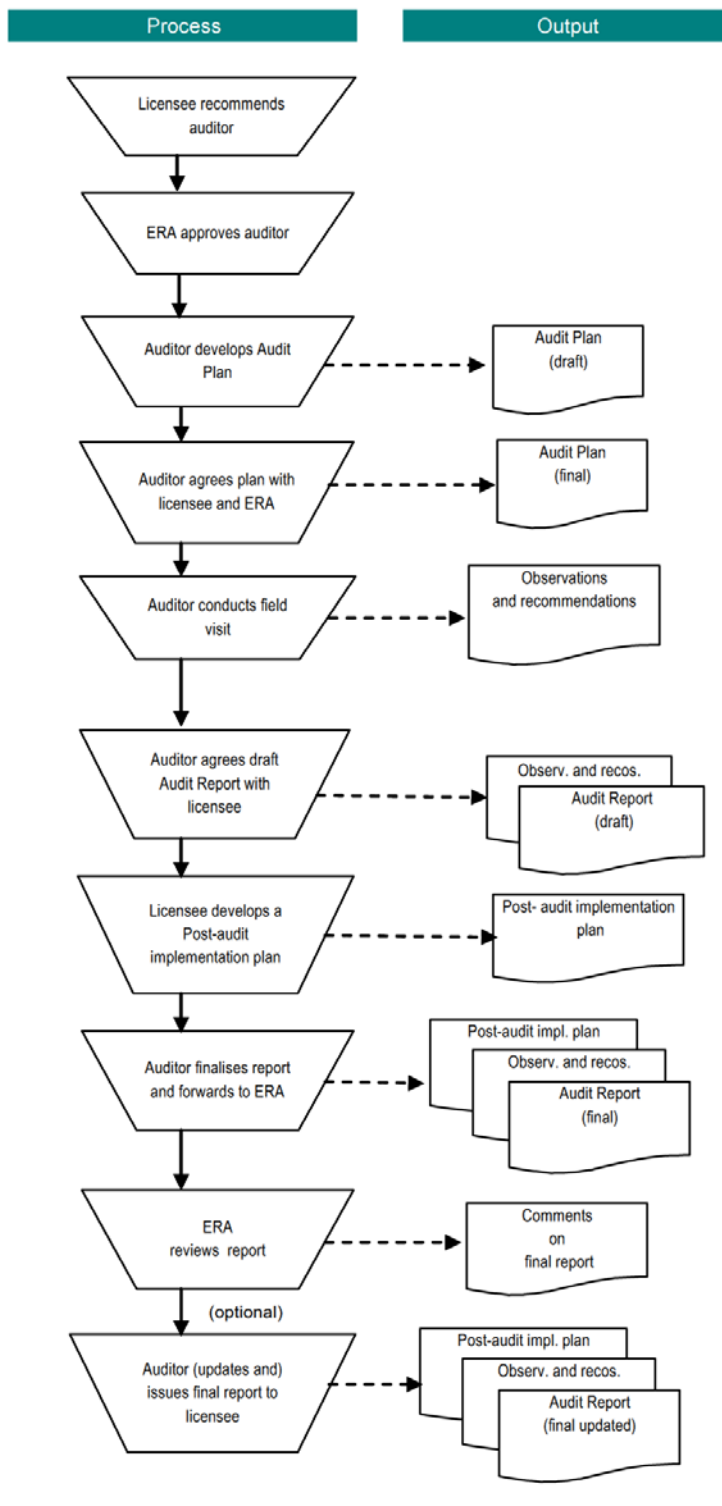 Process
Output
Licensee recommends
auditor
ERA approves auditor
Auditor develops Audit
Plan
Audit Plan
(draft)
Auditor agrees plan with
licensee and ERA
Audit Plan
(final)
Auditor conducts field
visit
Observations
and recommendations
Auditor agrees draft
Audit Report with
licensee
Observ. and recos.
Audit Report
(draft)
Licensee develops a
Post-audit
implementation plan
Post- audit implementation
plan
Auditor finalises report
and forwards to ERA
Post-audit impl. plan
Observ. and recos.
Audit Report
(final)
ERA
reviews report
Comments
on
final report
(optional)
Auditor (updates and)
issues final report to
licensee
Post-audit impl. plan
Observ. and recos.
Audit Report
(final updated)